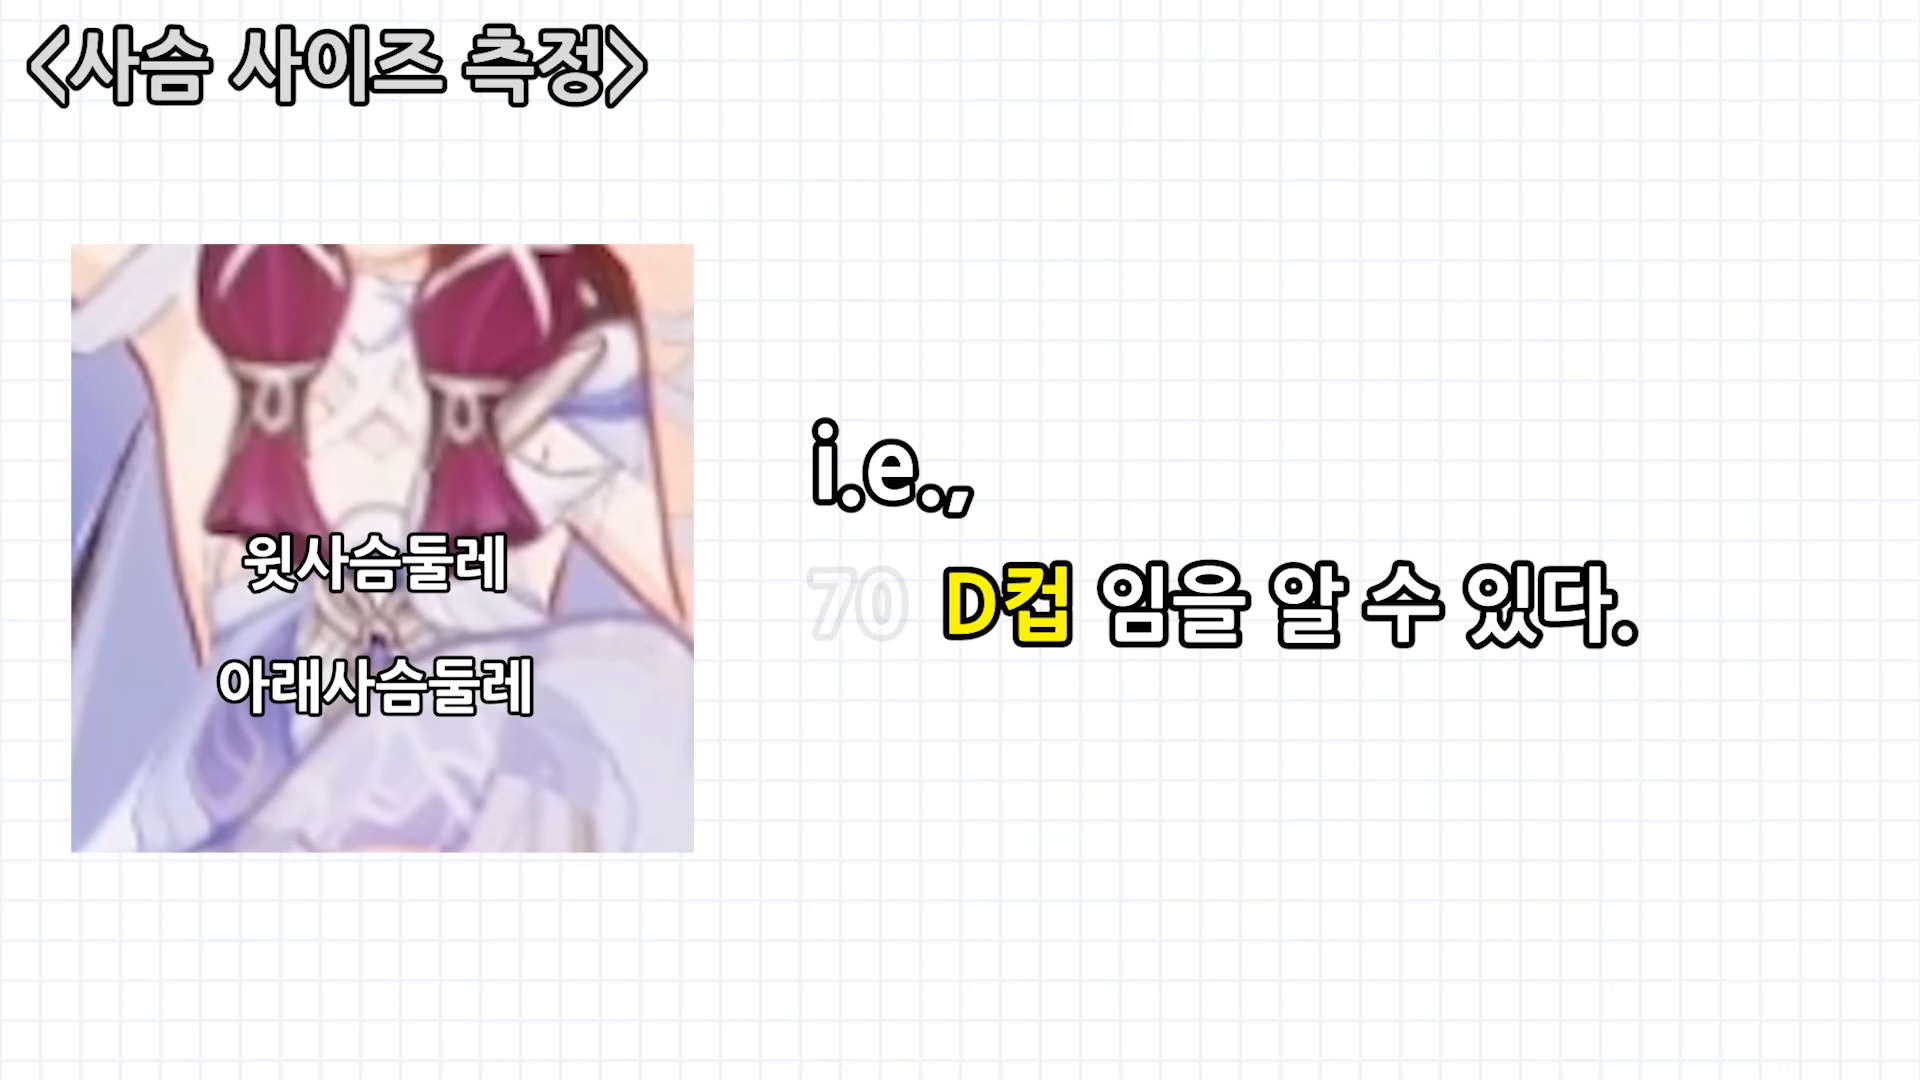 <사슴 사이즈 측정>
윗사슴둘레
아래사슴둘레
i.e.,
70 D컵 임을 알 수 있다.